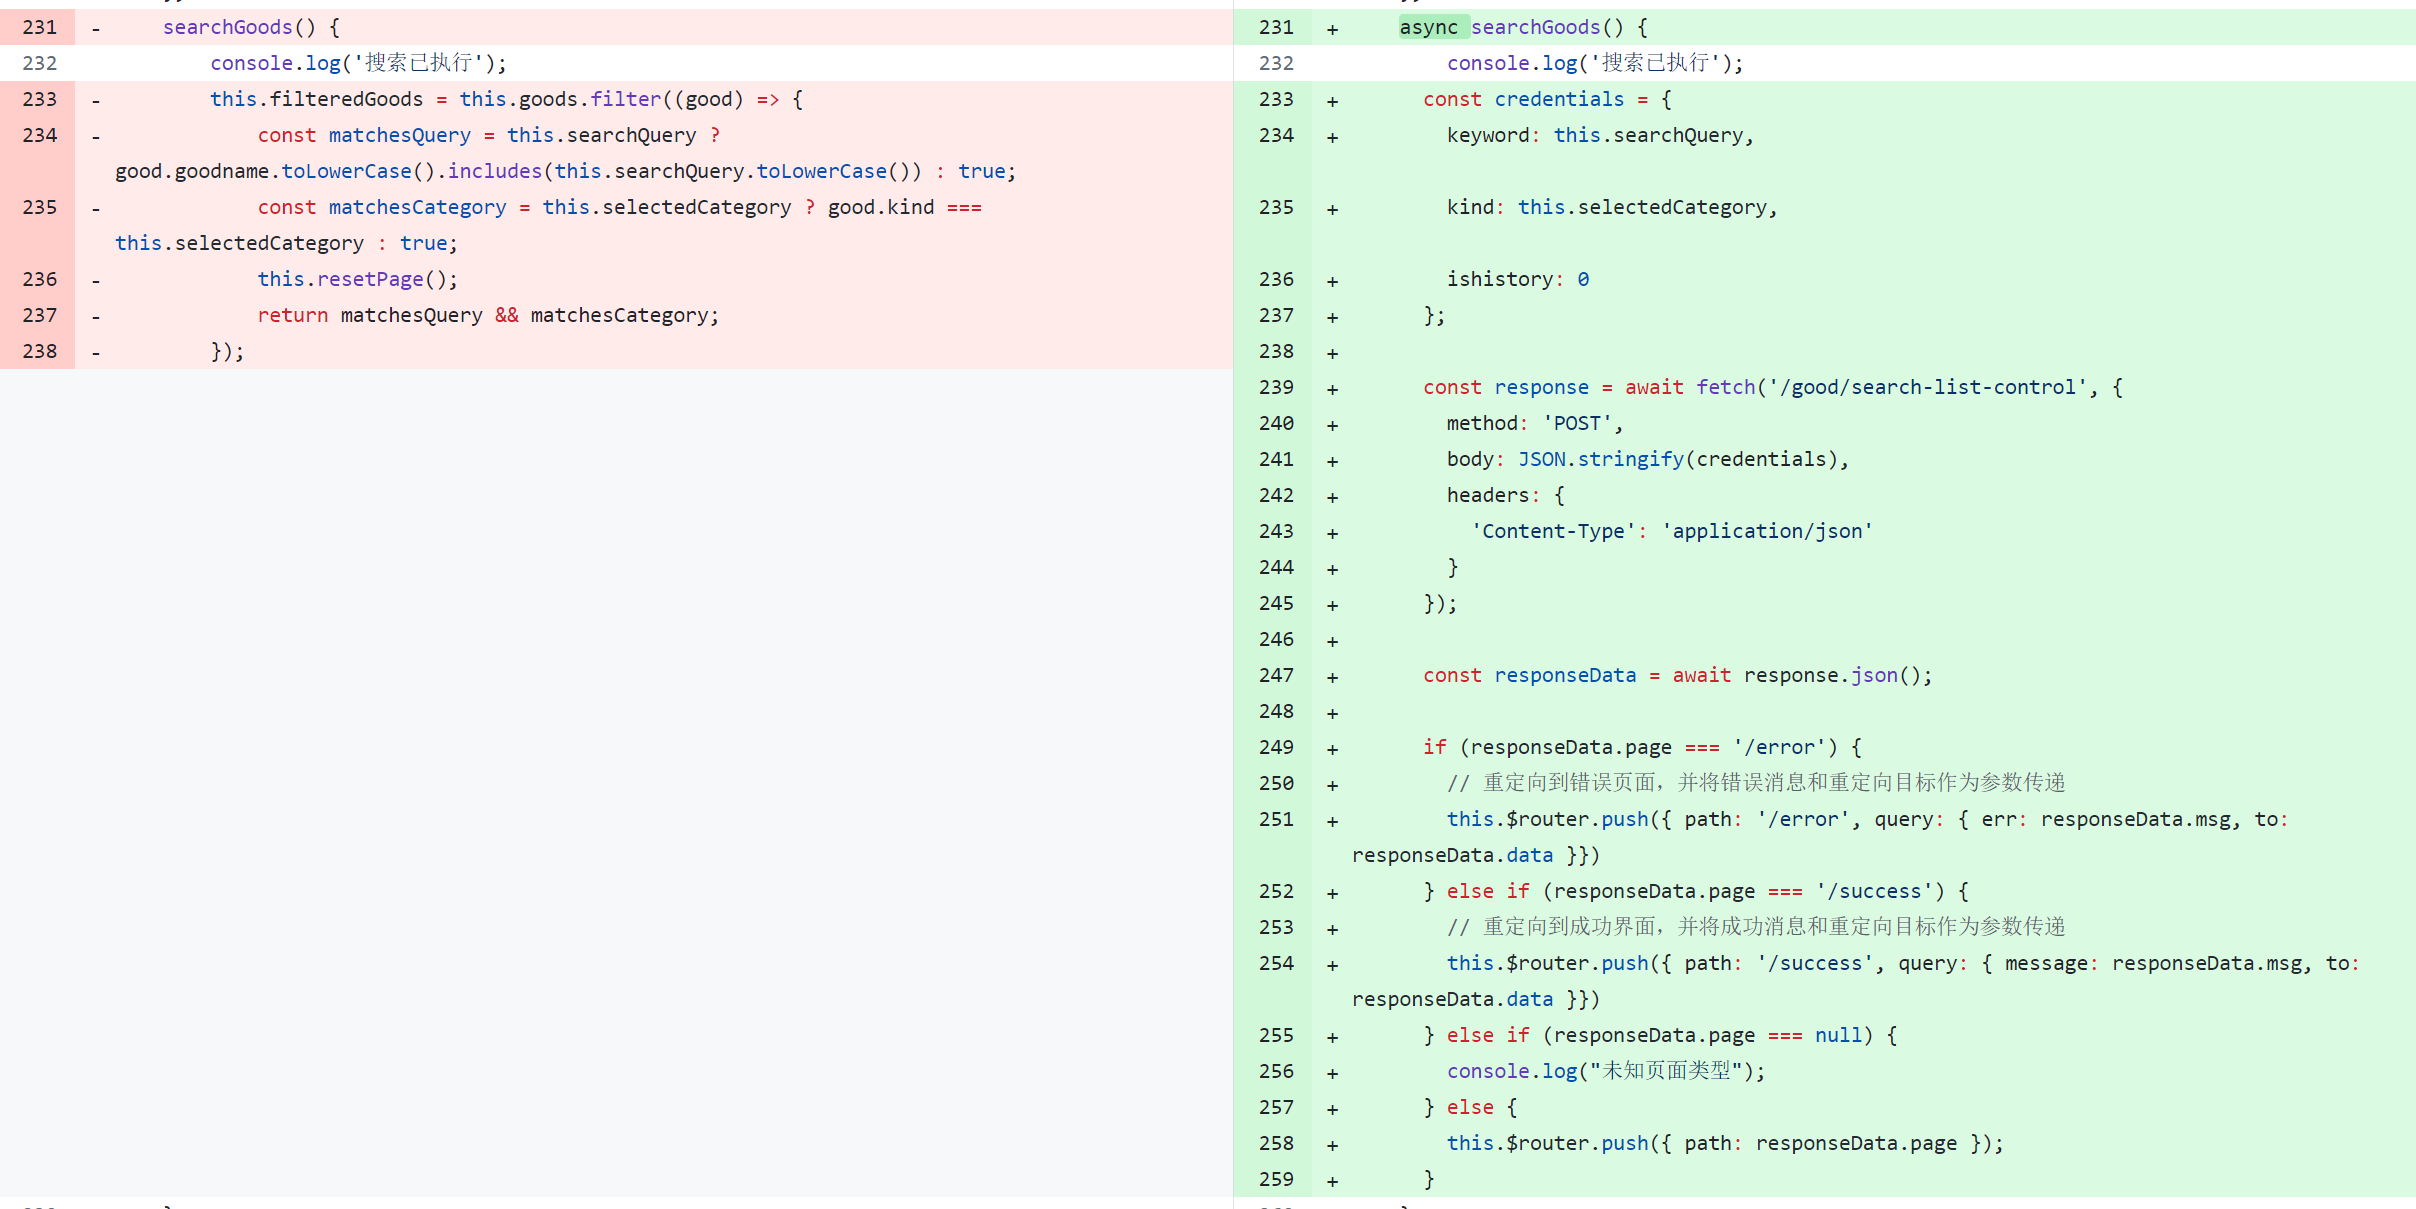 231 - searchGoods() {
232 console.log('搜索已执行');
233 - this.filteredGoods = this.goods.filter((good) => {
234 - const matchesQuery = this.searchQuery ?
good.goodname.toLowerCase().includes(this.searchQuery.toLowerCase()) : true;
235 - const matchesCategory = this.selectedCategory ? good.kind ===
this.selectedCategory : true;
236 - this.resetPage();
237 - return matchesQuery && matchesCategory;
238 - });
231 + async searchGoods() {
232 console.log('搜索已执行');
233 + const credentials = {
234 + keyword: this.searchQuery,
235 + kind: this.selectedCategory,
236 + ishistory: 0
237 + };
238 +
239 + const response = await fetch('/good/search-list-control', {
240 + method: 'POST',
241 + body: JSON.stringify(credentials),
242 + headers: {
243 + 'Content-Type': 'application/json'
244 + }
245 + });
246 +
247 + const responseData = await response.json();
248 +
249 + if (responseData.page === '/error') {
250 + // 重定向到错误页面，并将错误消息和重定向目标作为参数传递
251 + this.$router.push({ path: '/error', query: { err: responseData.msg, to:
responseData.data }})
252 + } else if (responseData.page === '/success') {
253 + // 重定向到成功界面，并将成功消息和重定向目标作为参数传递
254 + this.$router.push({ path: '/success', query: { message: responseData.msg, to:
responseData.data }})
255 + } else if (responseData.page === null) {
256 + console.log("未知页面类型");
257 + } else {
258 + this.$router.push({ path: responseData.page });
259 + }